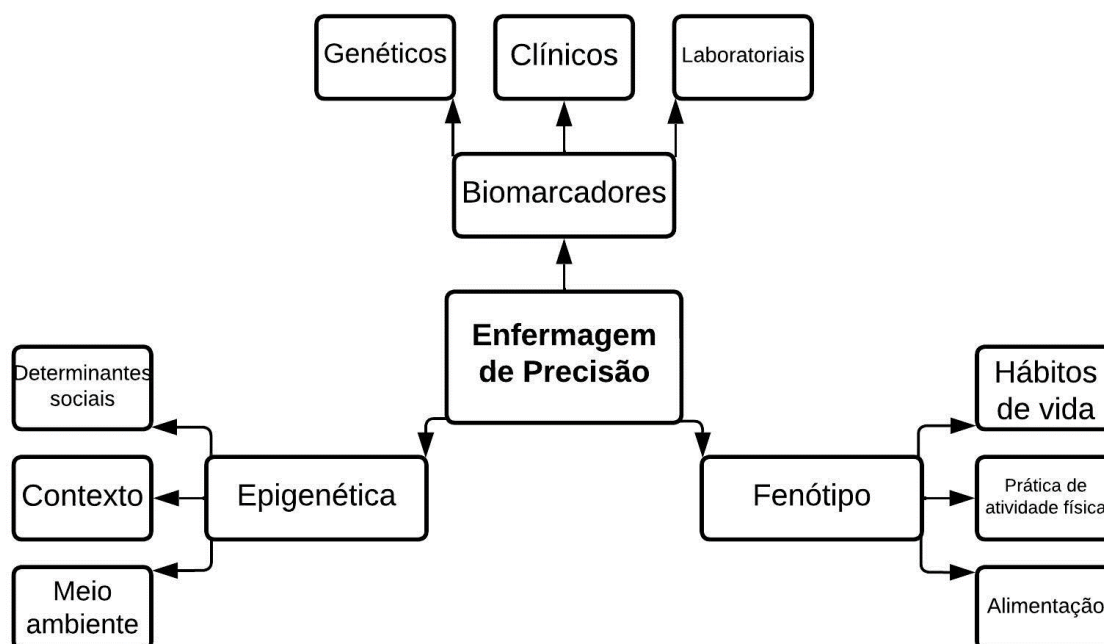 Genéticos
Clínicos
Laboratoriais
Biomarcadores
Enfermagem
de Precisão
Determinantes
sociais
Contexto
Meio
ambiente
Epigenética
Fenótipo
Hábitos
de vida
Prática de
atividade física
Alimentação